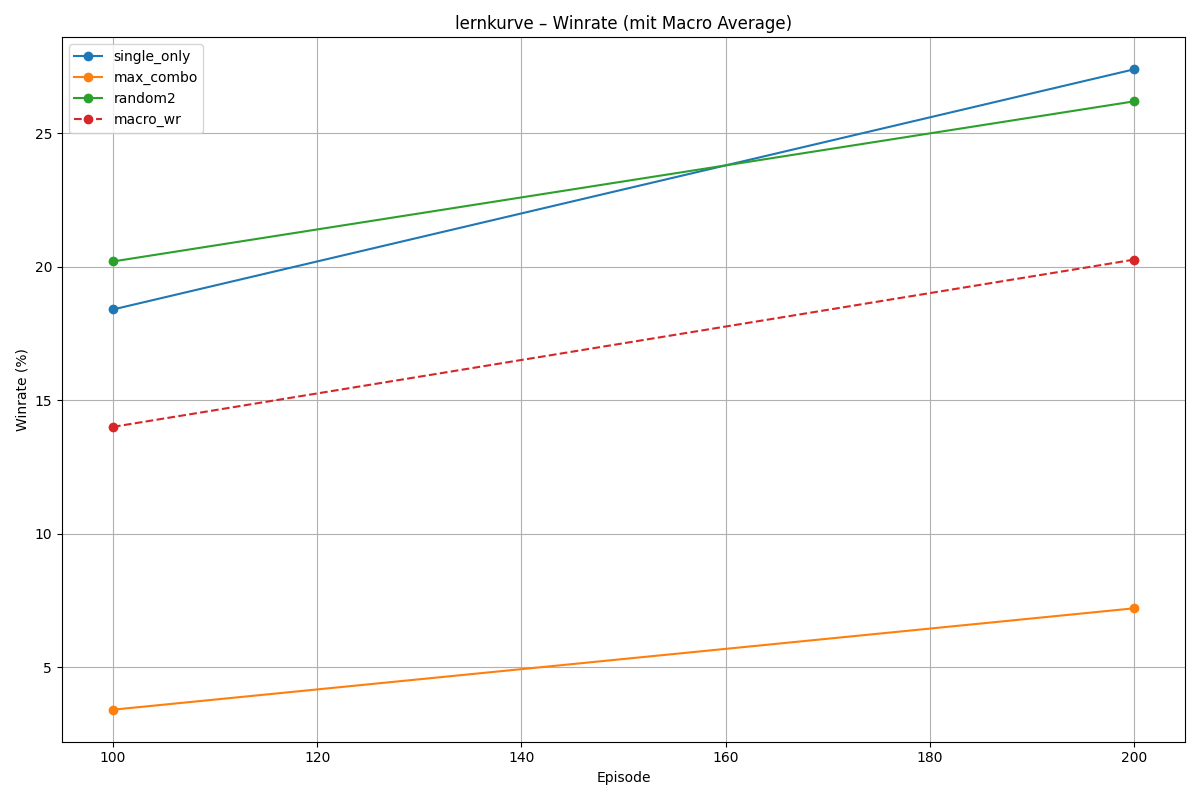 lernkurve – Winrate (mit Macro Average)
single_only
max_combo
random2
macro_wr
Winrate (%)
25
20
15
10
5
100 120 140 160 180 200
Episode